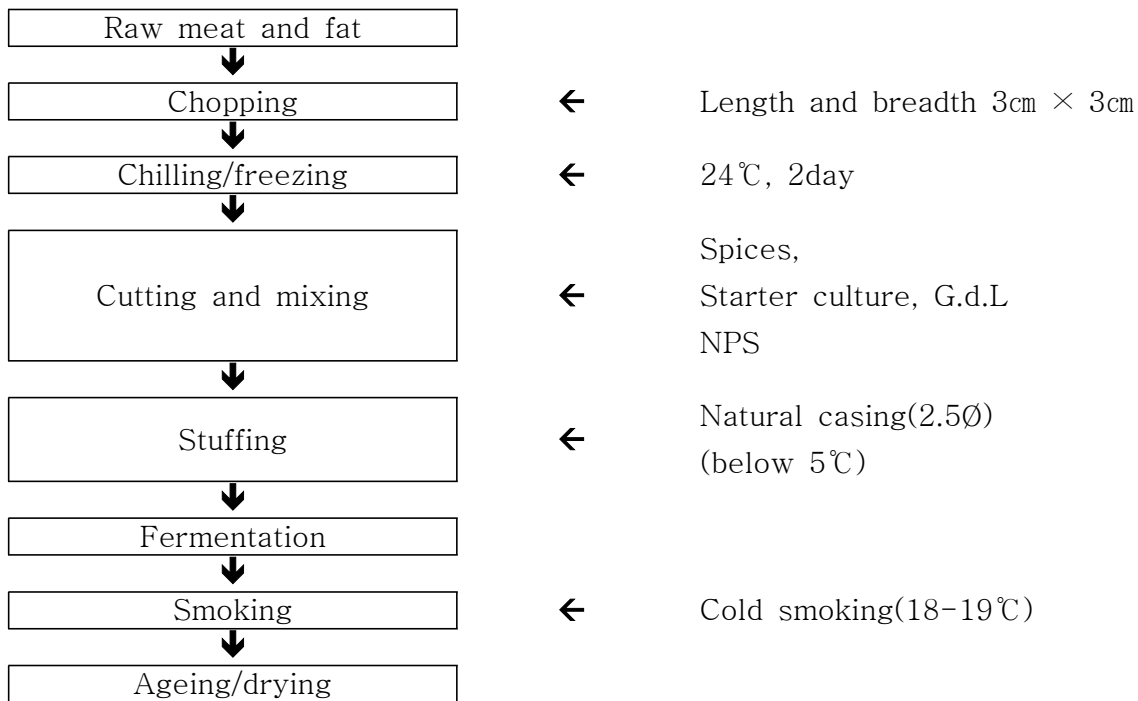 Raw meat and fat
Chopping
Length and breadth 3㎝ × 3㎝
Chilling/freezing
24℃, 2day
Cutting and mixing
Spices,
Starter culture, G.d.L
NPS
Stuffing
Natural casing(2.5Ø)
(below 5℃)
Fermentation
Smoking
Cold smoking(18-19℃)
Ageing/drying